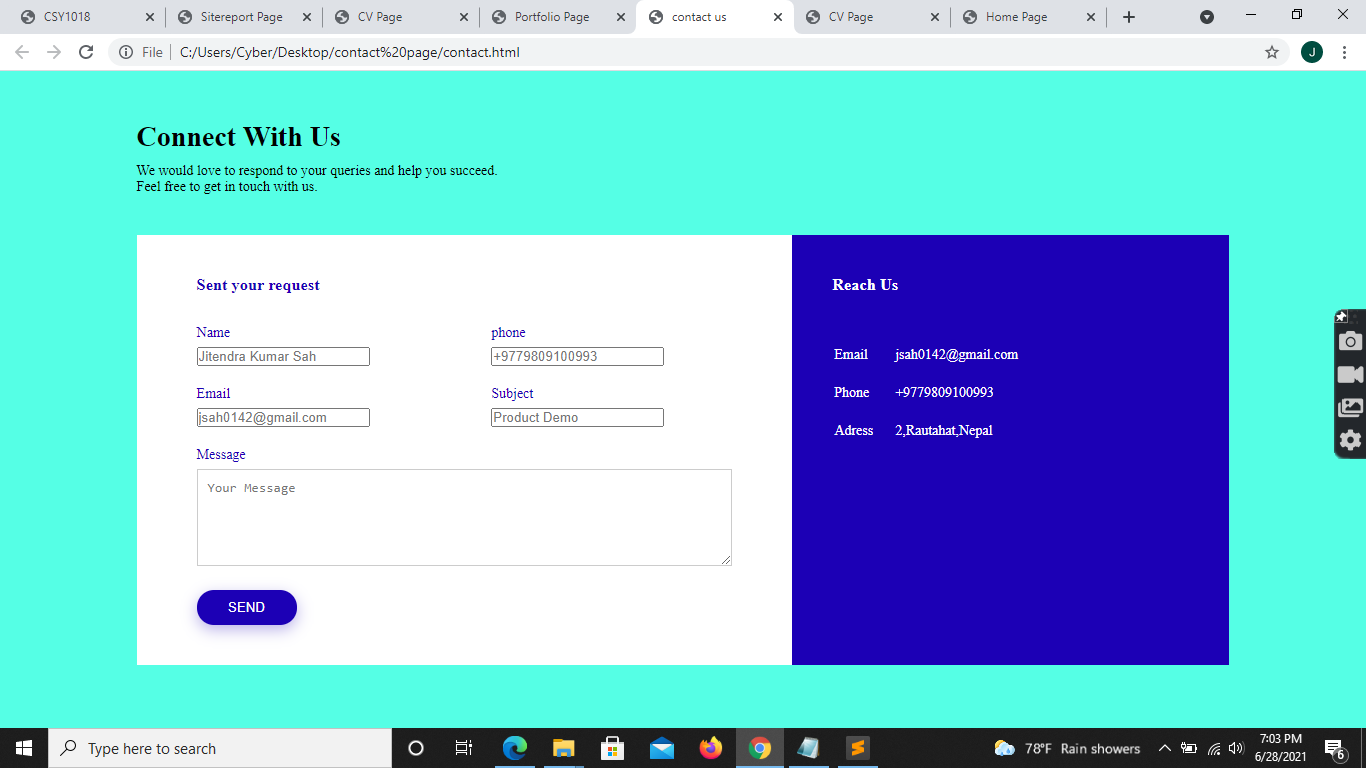 CSY1018
Sitereport Page
CV Page
Portfolio Page
contact us
CV Page
Home Page
File
C:/Users/Cyber/Desktop/contact%20page/contact.html
J
Connect With Us
We would love to respond to your queries and help you succeed.
Feel free to get in touch with us.
Sent your request
Name
phone
Jitendra Kumar Sah
+9779809100993
Email
Subject
jsah0142@gmail.com
Product Demo
Message
Your Message
SEND
Reach Us
Email jsah0142@gmail.com
Phone +9779809100993
Adress 2,Rautahat,Nepal
Type here to search
78°F Rain showers
7:03 PM
6/28/2021
6